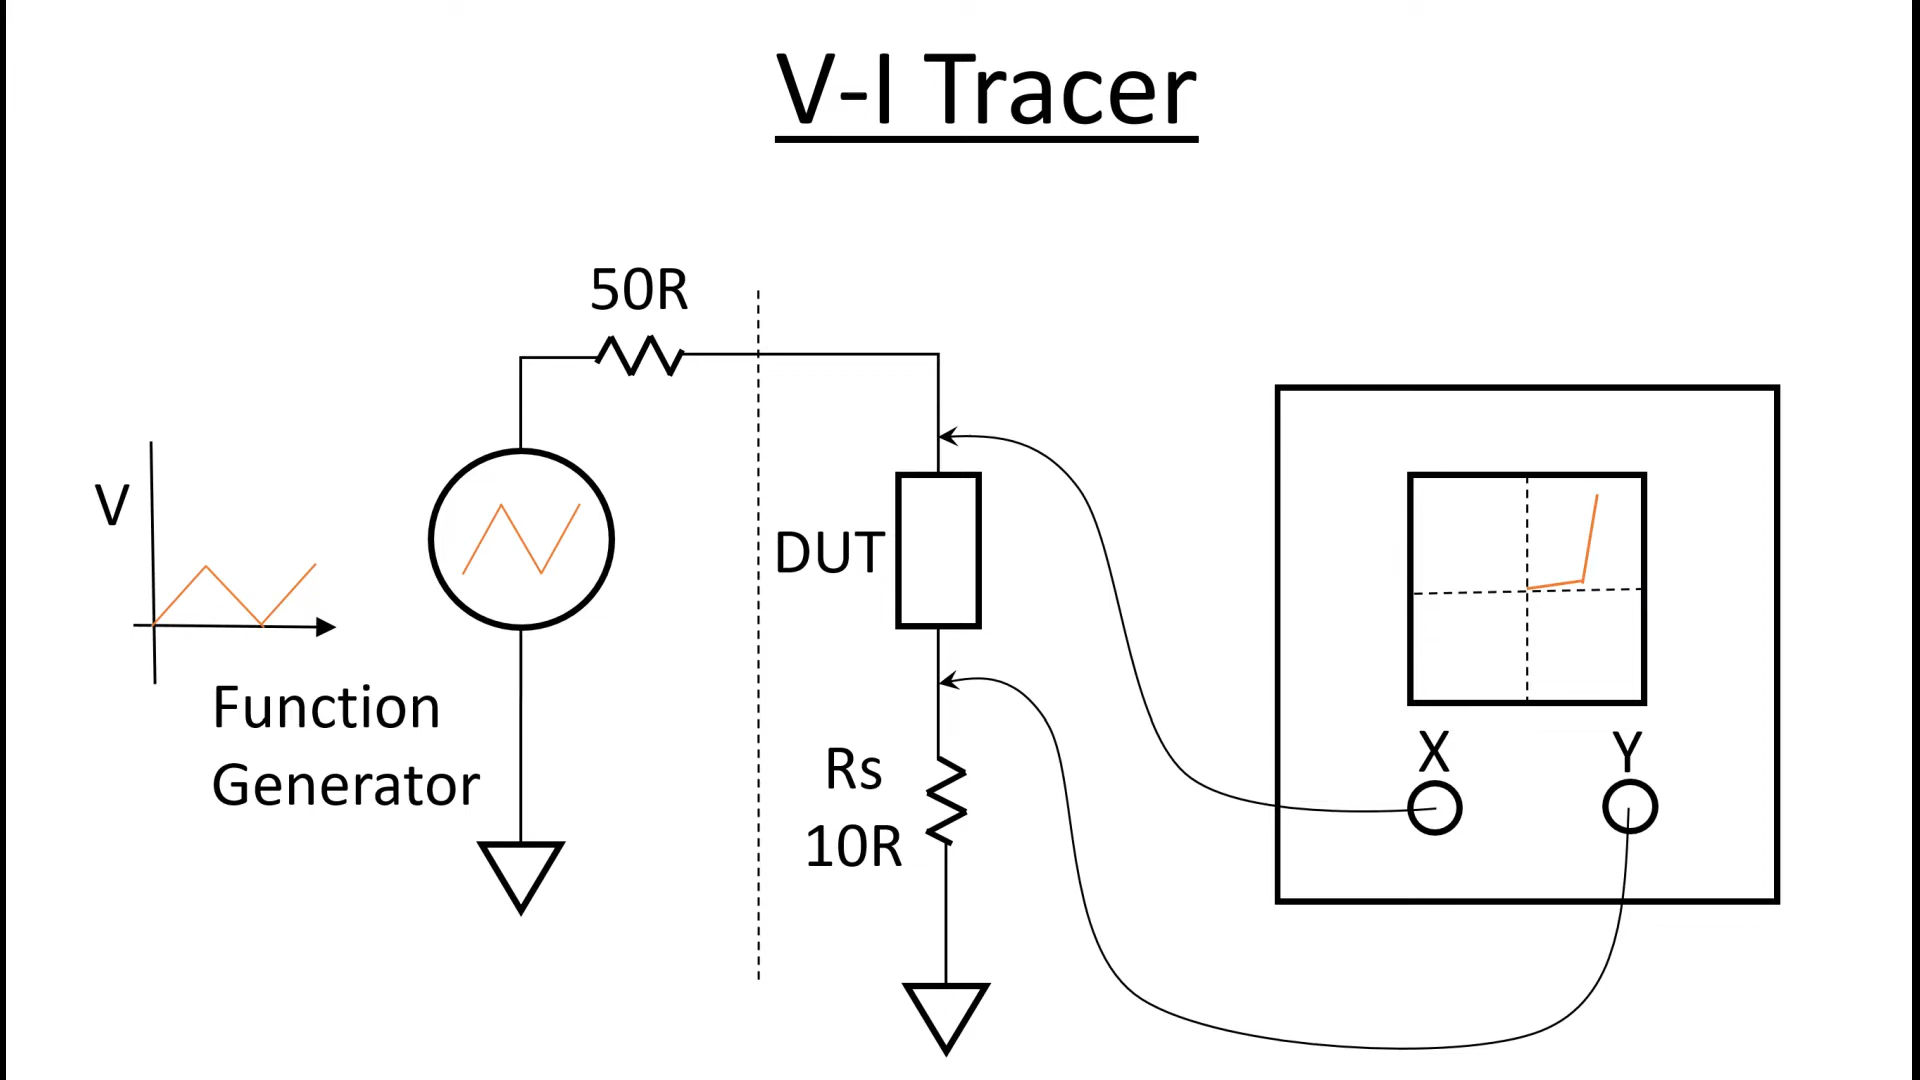 V-I Tracer
50R
V
Function
Generator
DUT
Rs
10R
X
Y